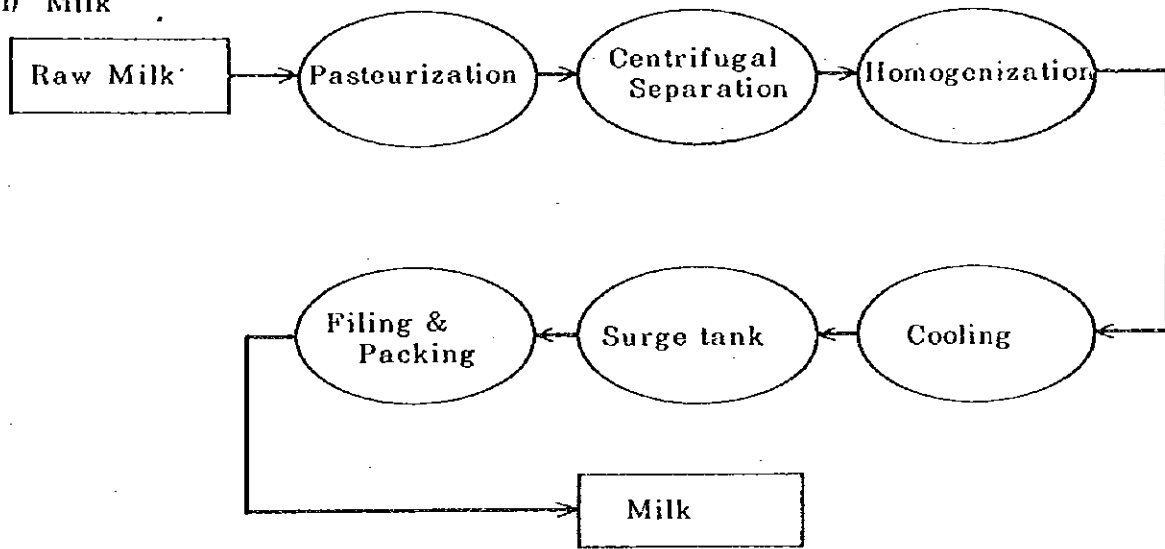 Milk
Raw Milk
Pasteurization
Centrifugal
Separation
Homogenization
Filing &
Packing
Surge tank
Cooling
Milk